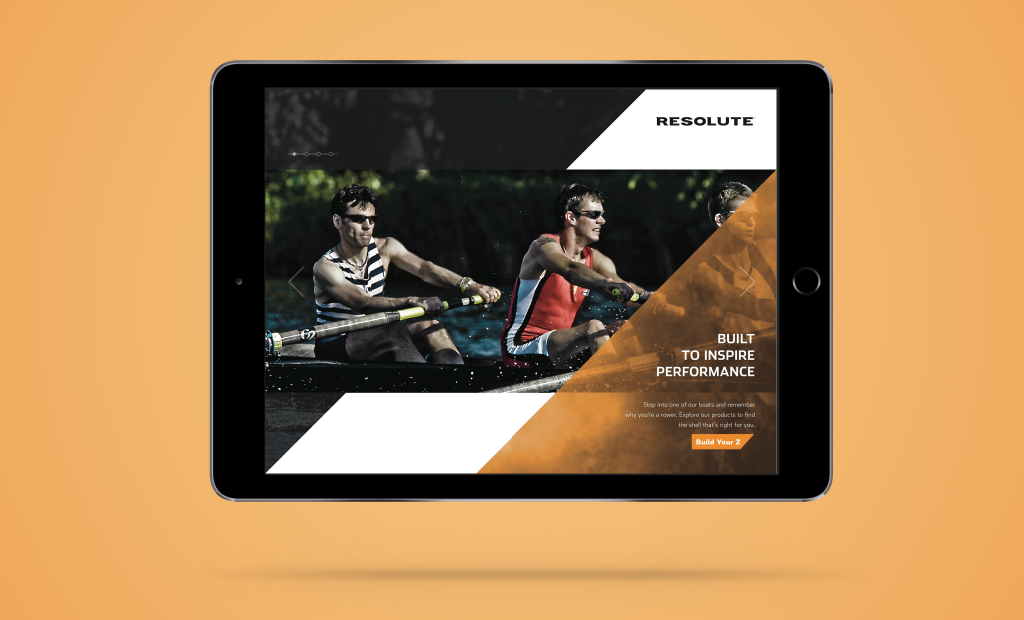 RESOLUTE
BUILT
TO INSPIRE
PERFORMANCE
Step into one of our boats and remember
why you're a rower. Explore our products to find
the shell that's right for you.
Build Your Z